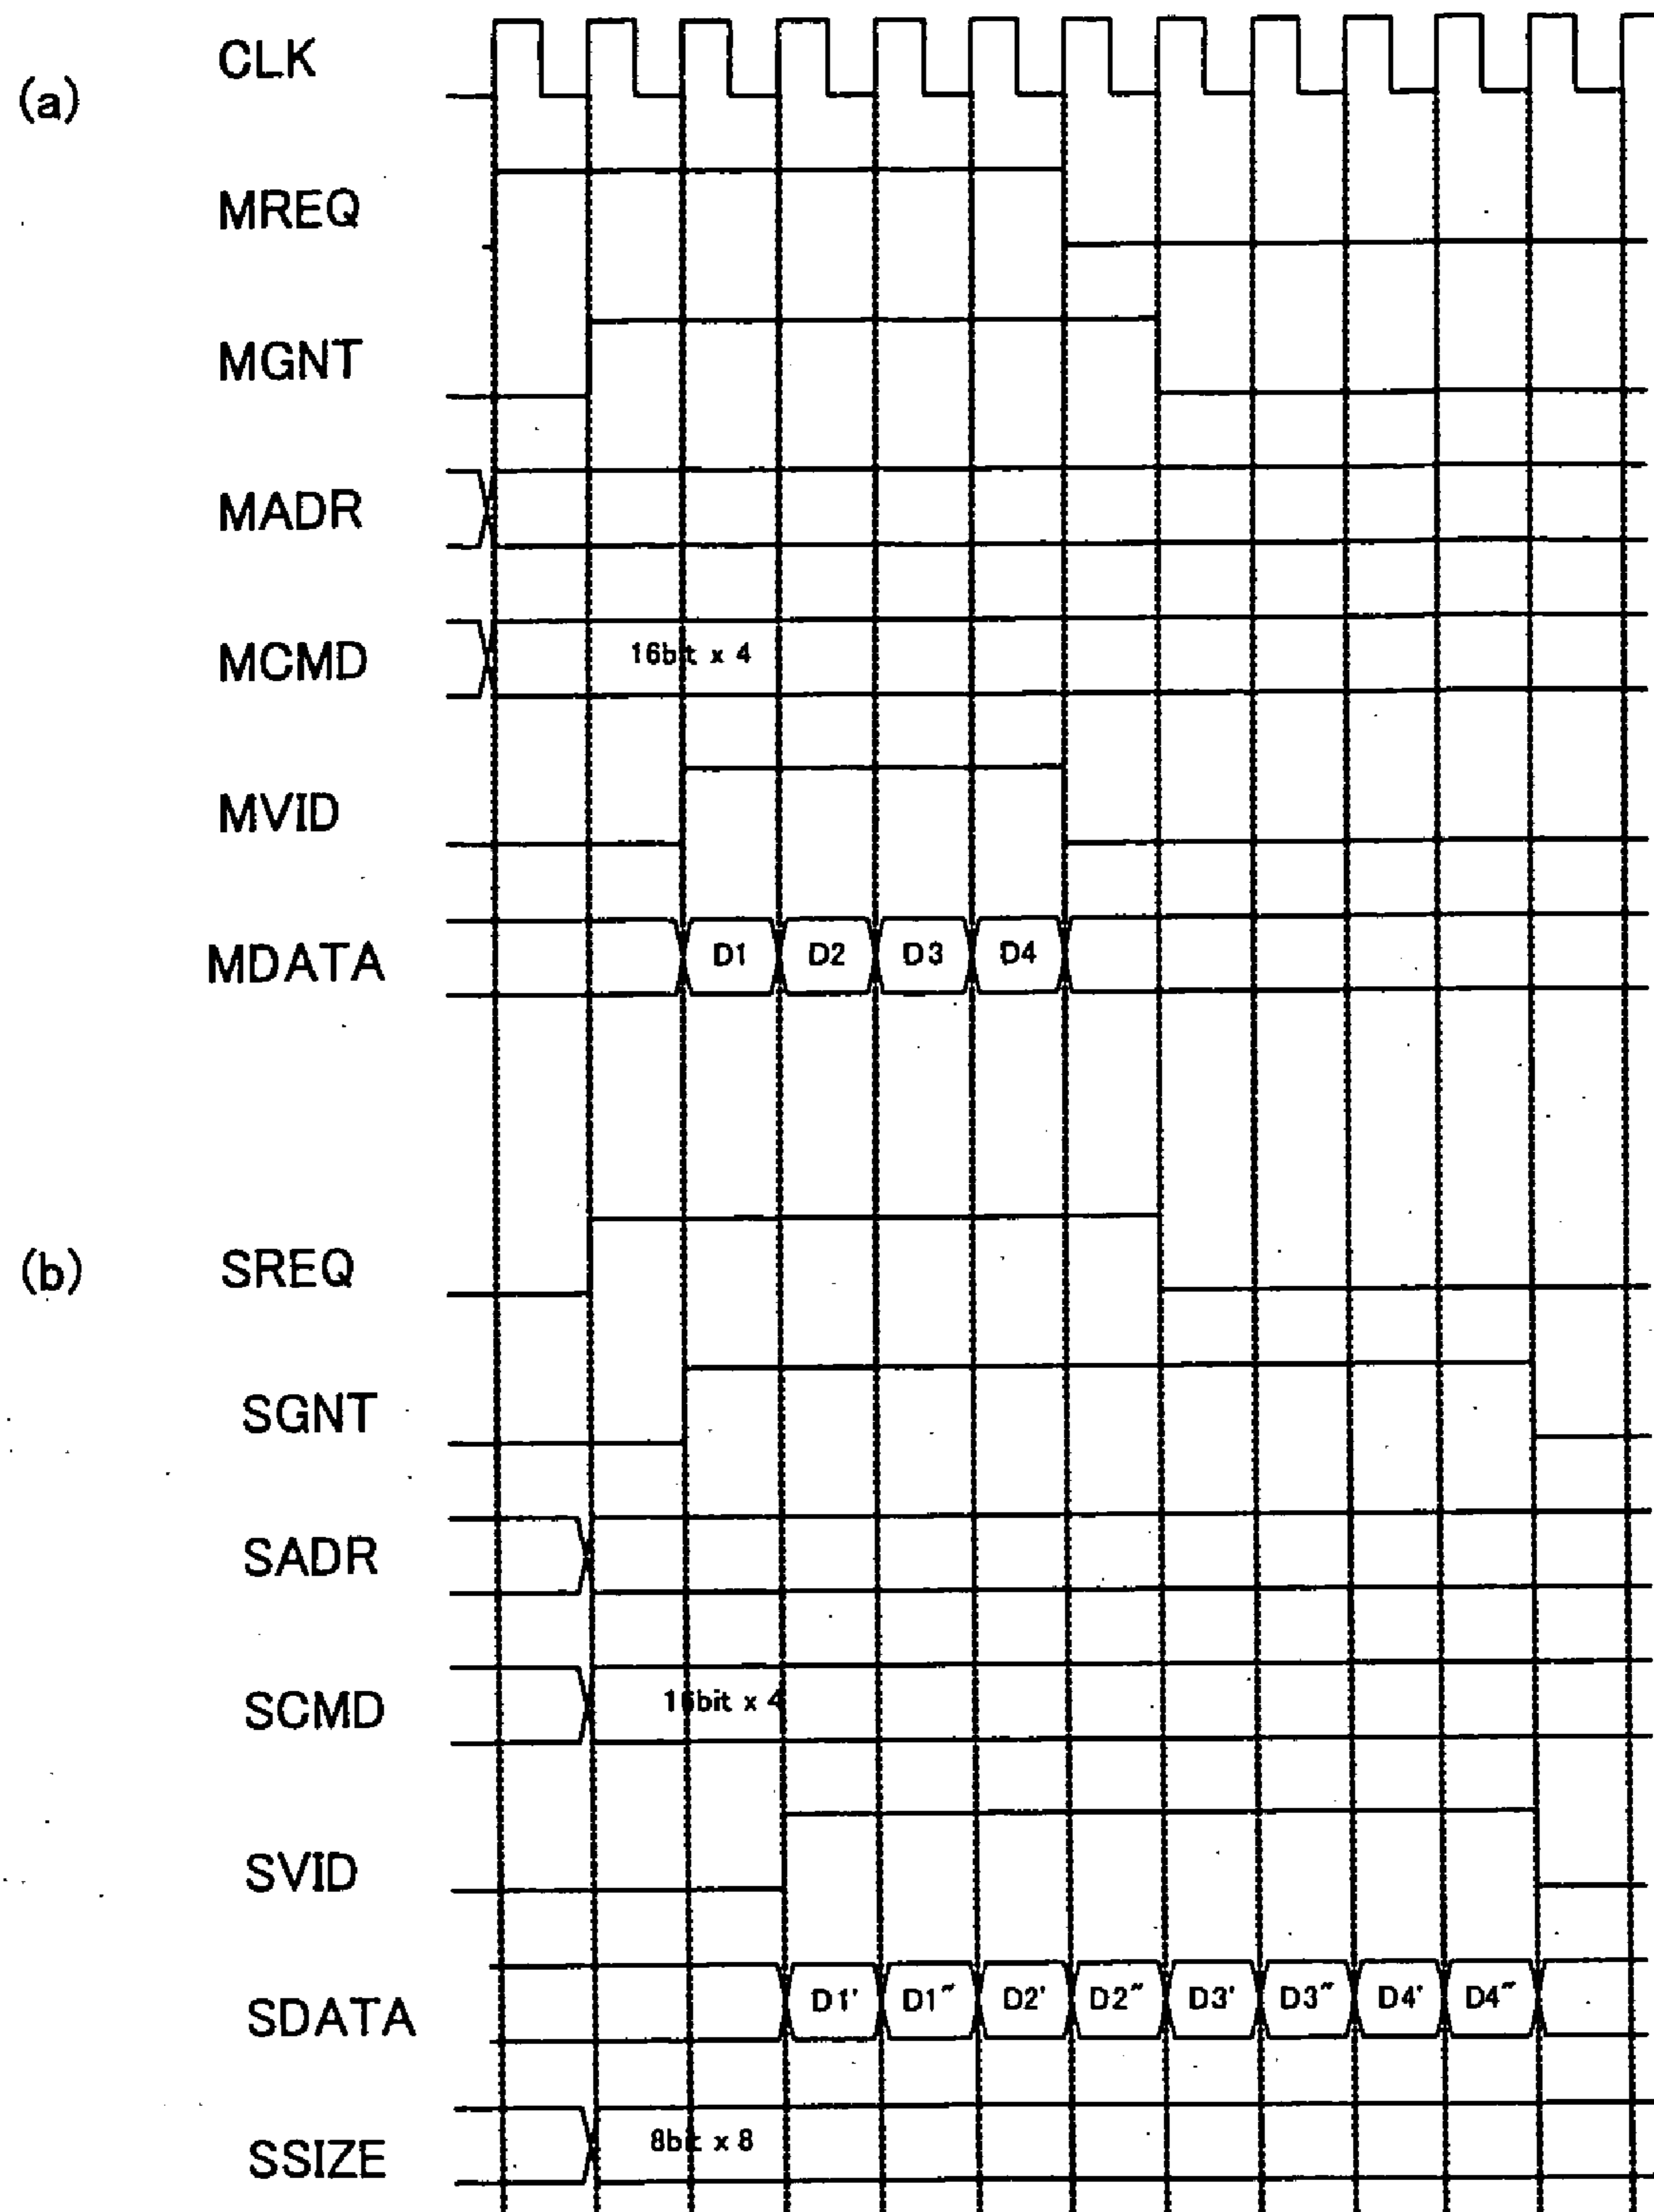 CLK
(a)
MREQ
MGNT
MADR
MCMD 16bit x 4
MVID
MDATA D1 D2 D3 D4
(b) SREQ
SGNT
SADR
SCMD 16bit x 4
SVID
SDATA D1' D1" D2' D2" D3' D3" D4' D4"
SSIZE 8bit x 8